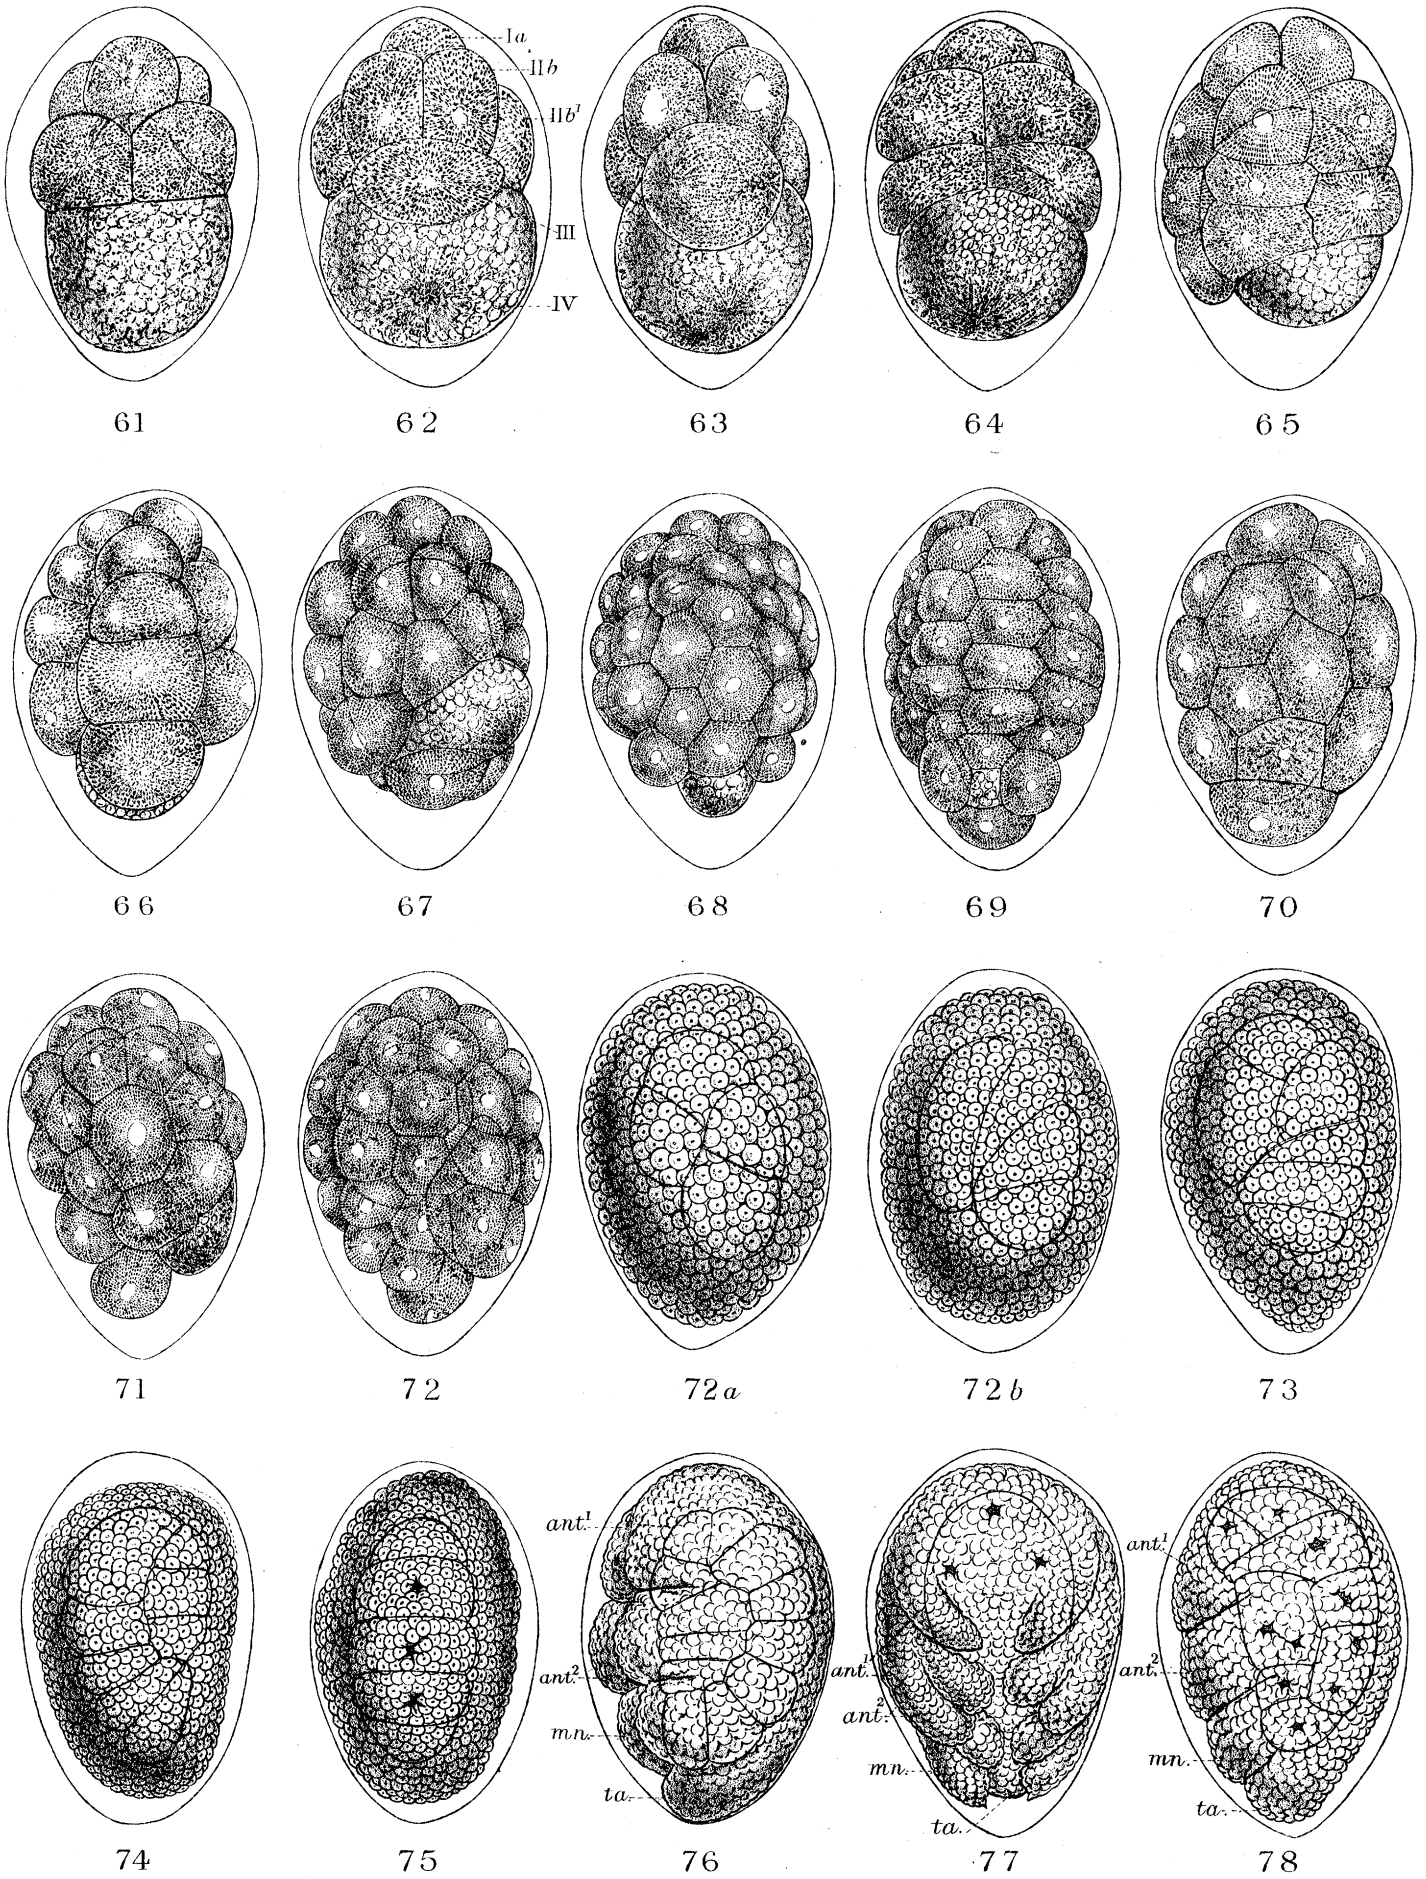 Ia
IIb
IIb¹
III
IV
61 62 63 64 65
66 67 68 69 70
71 72 72a 72b 73
ant.¹
ant.²
mn.
ta.
ant.¹
ant.²
mn.
ta.
ant.¹
ant.²
mn.
ta.
74 75 76 77 78